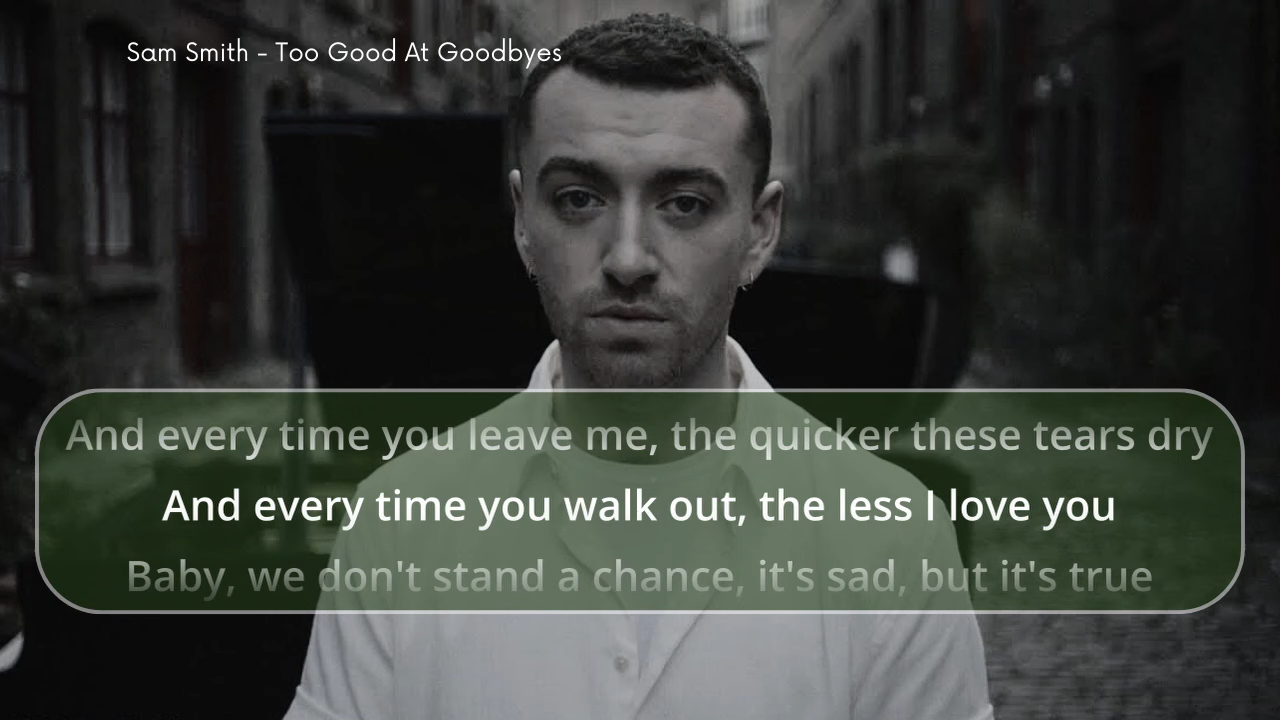 Sam Smith - Too Good At Goodbyes
And every time you leave me, the quicker these tears dry
And every time you walk out, the less I love you
Baby, we don't stand a chance, it's sad, but it's true